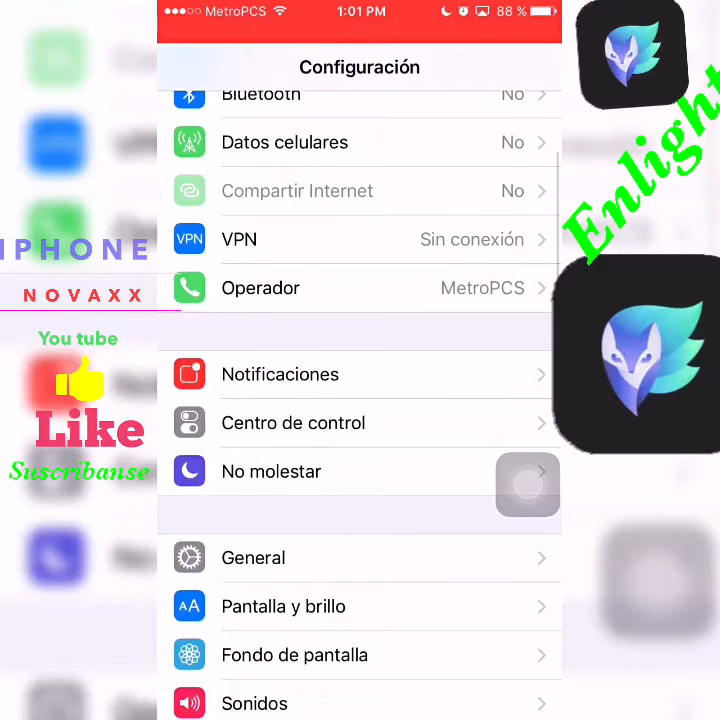 MetroPCS 1:01 PM 88 %
Configuración
Bluetooth No
Datos celulares No
Compartir Internet No
VPN VPN Sin conexión
Operador MetroPCS
Notificaciones
Centro de control
No molestar
General
AA Pantalla y brillo
Fondo de pantalla
Sonidos
IPHONE
NOVAXX
You tube
Like
Suscribanse
Enlight